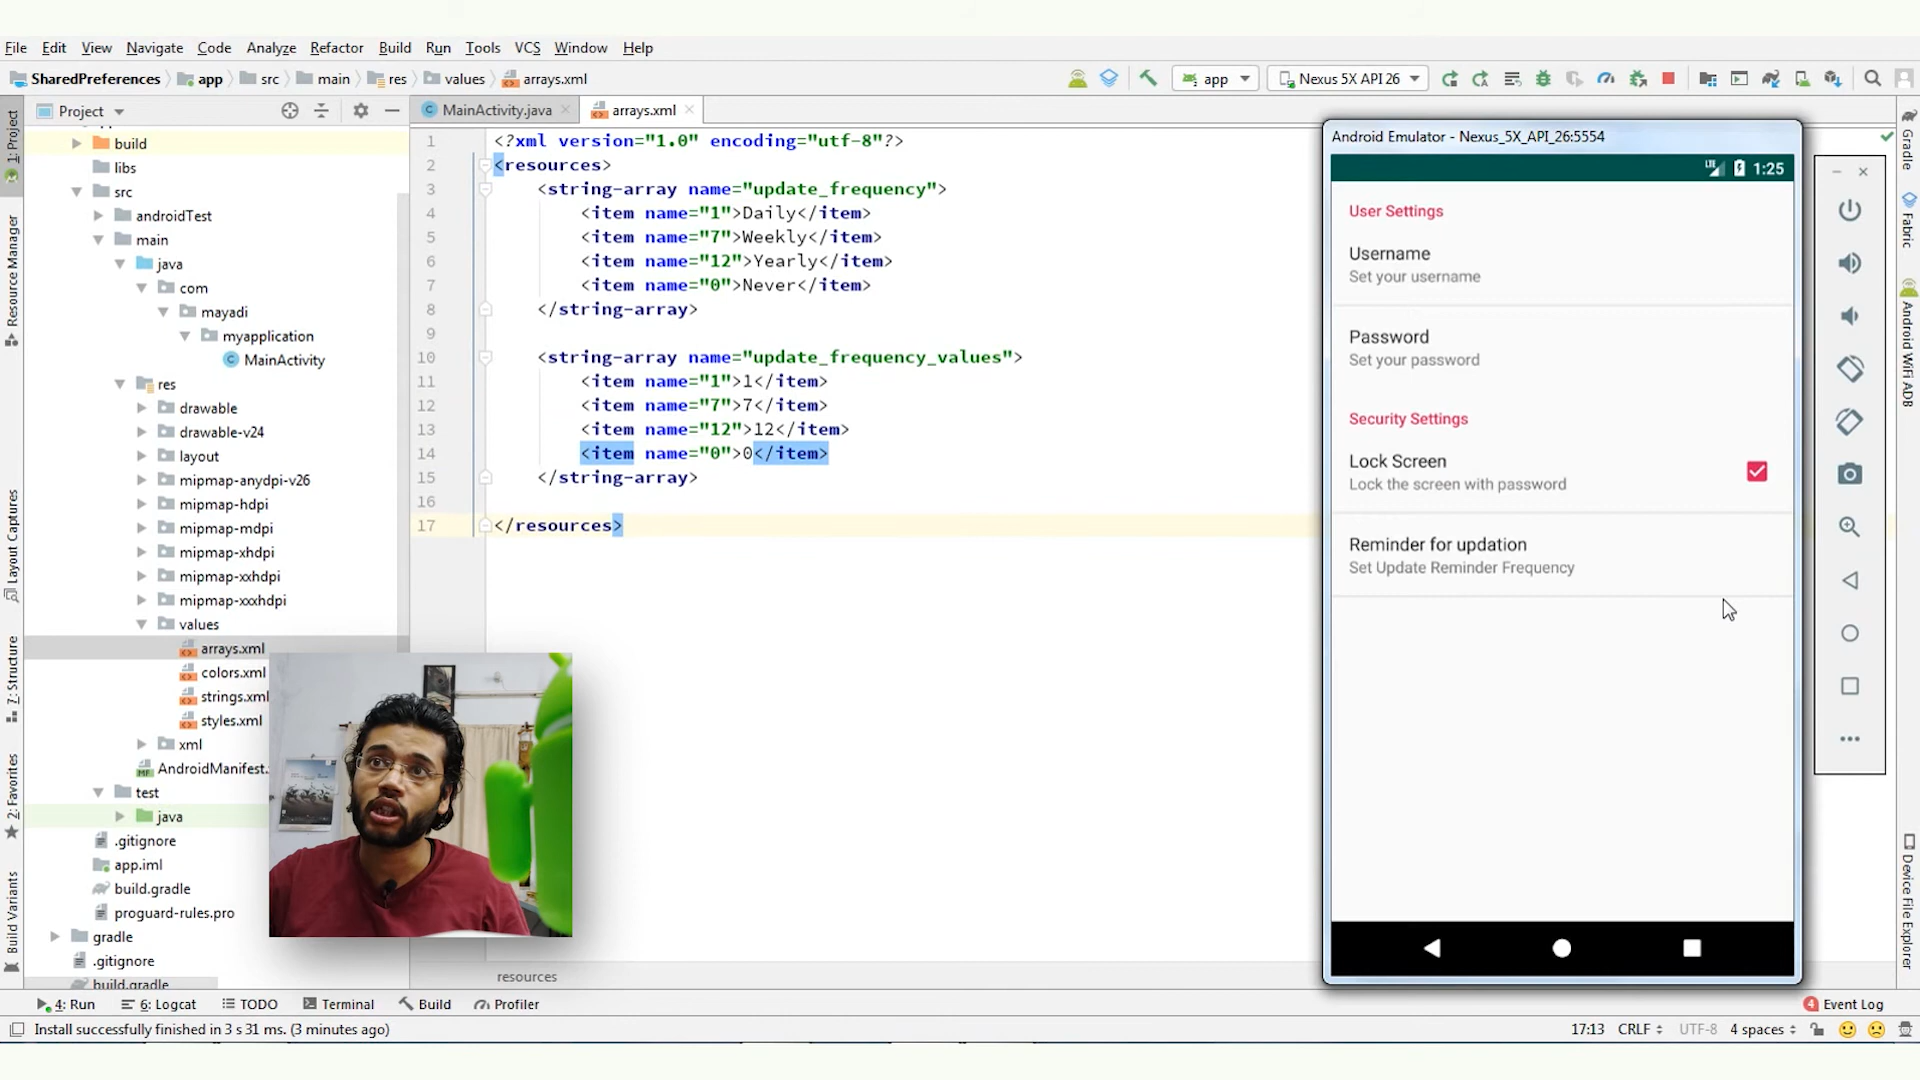 File Edit View Navigate Code Analyze Refactor Build Run Tools VCS Window Help
SharedPreferences app src main res values arrays.xml app Nexus 5X API 26
Project
MainActivity.java arrays.xml
build
libs
src
androidTest
main
java
com
mayadi
myapplication
MainActivity
res
drawable
drawable-v24
layout
mipmap-anydpi-v26
mipmap-hdpi
mipmap-mdpi
mipmap-xhdpi
mipmap-xxhdpi
mipmap-xxxhdpi
values
arrays.xml
colors.xml
strings.xml
styles.xml
xml
AndroidManifest.
test
java
.gitignore
app.iml
build.gradle
proguard-rules.pro
gradle
.gitignore
build.gradle
1: Project
Resource Manager
Layout Captures
7: Structure
2: Favorites
Build Variants
1 <?xml version="1.0" encoding="utf-8"?>
2 <resources>
3 <string-array name="update_frequency">
4 <item name="1">Daily</item>
5 <item name="7">Weekly</item>
6 <item name="12">Yearly</item>
7 <item name="0">Never</item>
8 </string-array>
9
10 <string-array name="update_frequency_values">
11 <item name="1">1</item>
12 <item name="7">7</item>
13 <item name="12">12</item>
14 <item name="0">0</item>
15 </string-array>
16
17 </resources>
resources
Android Emulator - Nexus_5X_API_26:5554
LTE 1:25
User Settings
Username
Set your username
Password
Set your password
Security Settings
Lock Screen
Lock the screen with password
Reminder for updation
Set Update Reminder Frequency
Gradle
Fabric
Android WiFi ADB
Device File Explorer
4: Run 6: Logcat TODO Terminal Build Profiler 4 Event Log
Install successfully finished in 3 s 31 ms. (3 minutes ago) 17:13 CRLF UTF-8 4 spaces